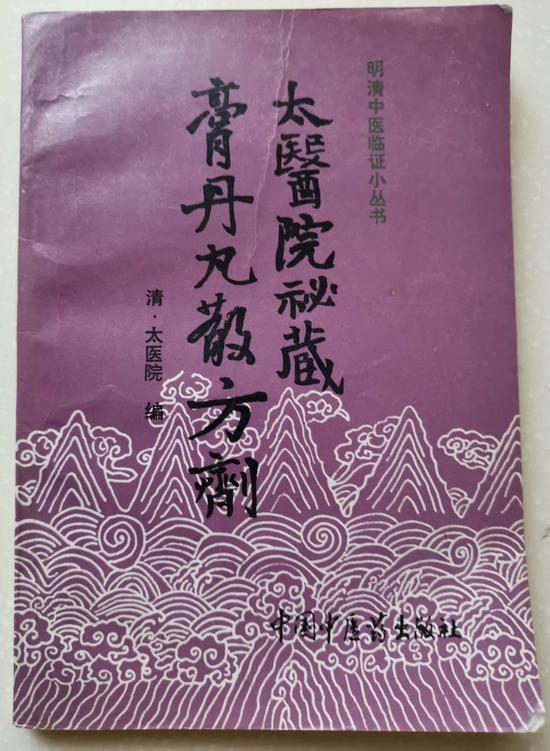 明清中医临证小丛书
太醫院祕藏
膏丹丸散方劑
清·太医院 编
中国中医药出版社